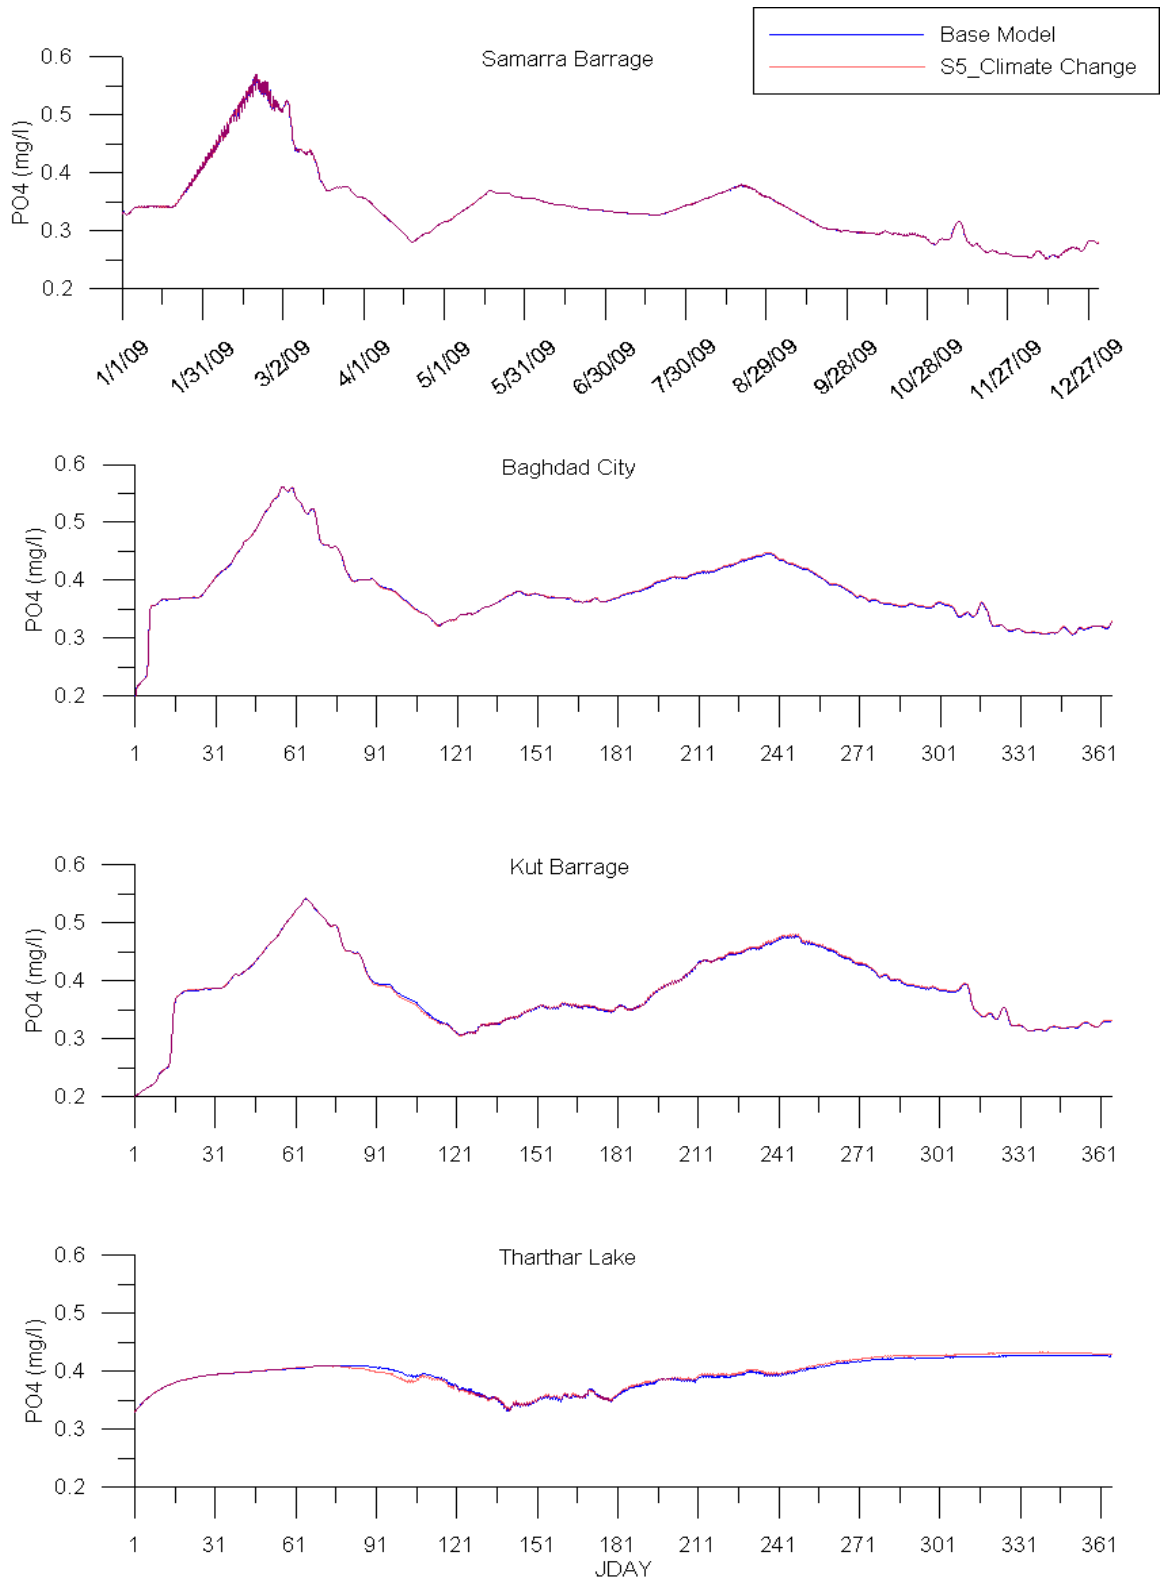 Base Model
S5_Climate Change
Samarra Barrage
PO4 (mg/l)
0.6
0.5
0.4
0.3
0.2
1/1/09 1/31/09 3/2/09 4/1/09 5/1/09 5/31/09 6/30/09 7/30/09 8/29/09 9/28/09 10/28/09 11/27/09 12/27/09
Baghdad City
PO4 (mg/l)
0.6
0.5
0.4
0.3
0.2
1 31 61 91 121 151 181 211 241 271 301 331 361
Kut Barrage
PO4 (mg/l)
0.6
0.5
0.4
0.3
0.2
1 31 61 91 121 151 181 211 241 271 301 331 361
Tharthar Lake
PO4 (mg/l)
0.6
0.5
0.4
0.3
0.2
1 31 61 91 121 151 181 211 241 271 301 331 361
JDAY